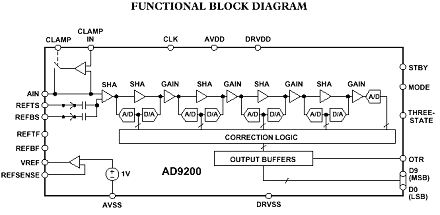 FUNCTIONAL BLOCK DIAGRAM
CLAMP
CLAMP IN
CLK
AVDD
DRVDD
SHA
SHA
GAIN
SHA
GAIN
SHA
GAIN
SHA
GAIN
A/D
AIN
REFTS
REFBS
A/D
D/A
A/D
D/A
A/D
D/A
A/D
D/A
STBY
MODE
THREE-STATE
CORRECTION LOGIC
REFTF
REFBF
VREF
REFSENSE
1V
AD9200
OUTPUT BUFFERS
OTR
D9
(MSB)
D0
(LSB)
AVSS
DRVSS